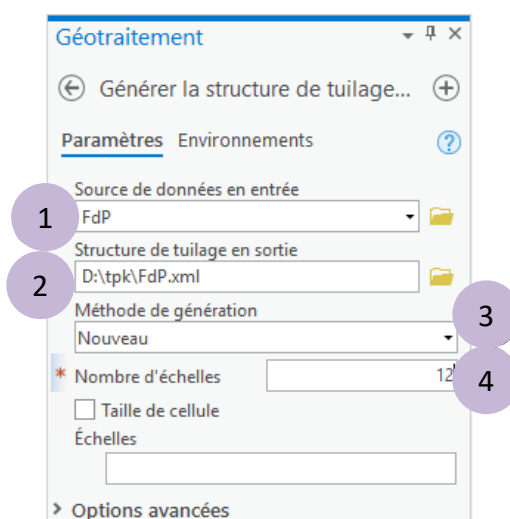 Géotraitement
Générer la structure de tuilage...
Paramètres Environnements ?
Source de données en entrée
1 FdP
Structure de tuilage en sortie
2 D:\tpk\FdP.xml
Méthode de génération 3
Nouveau
* Nombre d'échelles 12 4
Taille de cellule
Échelles
> Options avancées